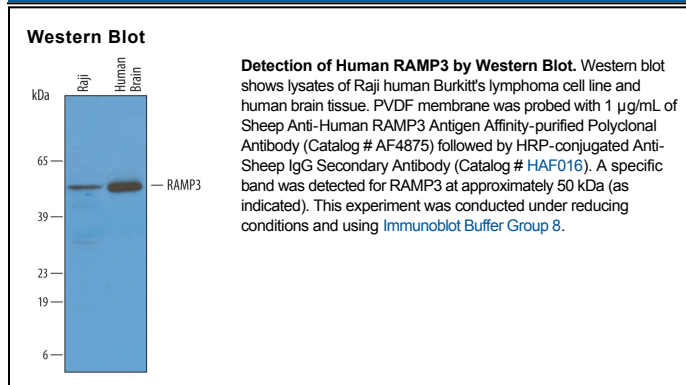 Western Blot
Raji
Human
Brain
kDa
65
RAMP3
39
23
19
6
Detection of Human RAMP3 by Western Blot. Western blot
shows lysates of Raji human Burkitt's lymphoma cell line and
human brain tissue. PVDF membrane was probed with 1 µg/mL of
Sheep Anti-Human RAMP3 Antigen Affinity-purified Polyclonal
Antibody (Catalog # AF4875) followed by HRP-conjugated Anti-
Sheep IgG Secondary Antibody (Catalog # HAF016). A specific
band was detected for RAMP3 at approximately 50 kDa (as
indicated). This experiment was conducted under reducing
conditions and using Immunoblot Buffer Group 8.